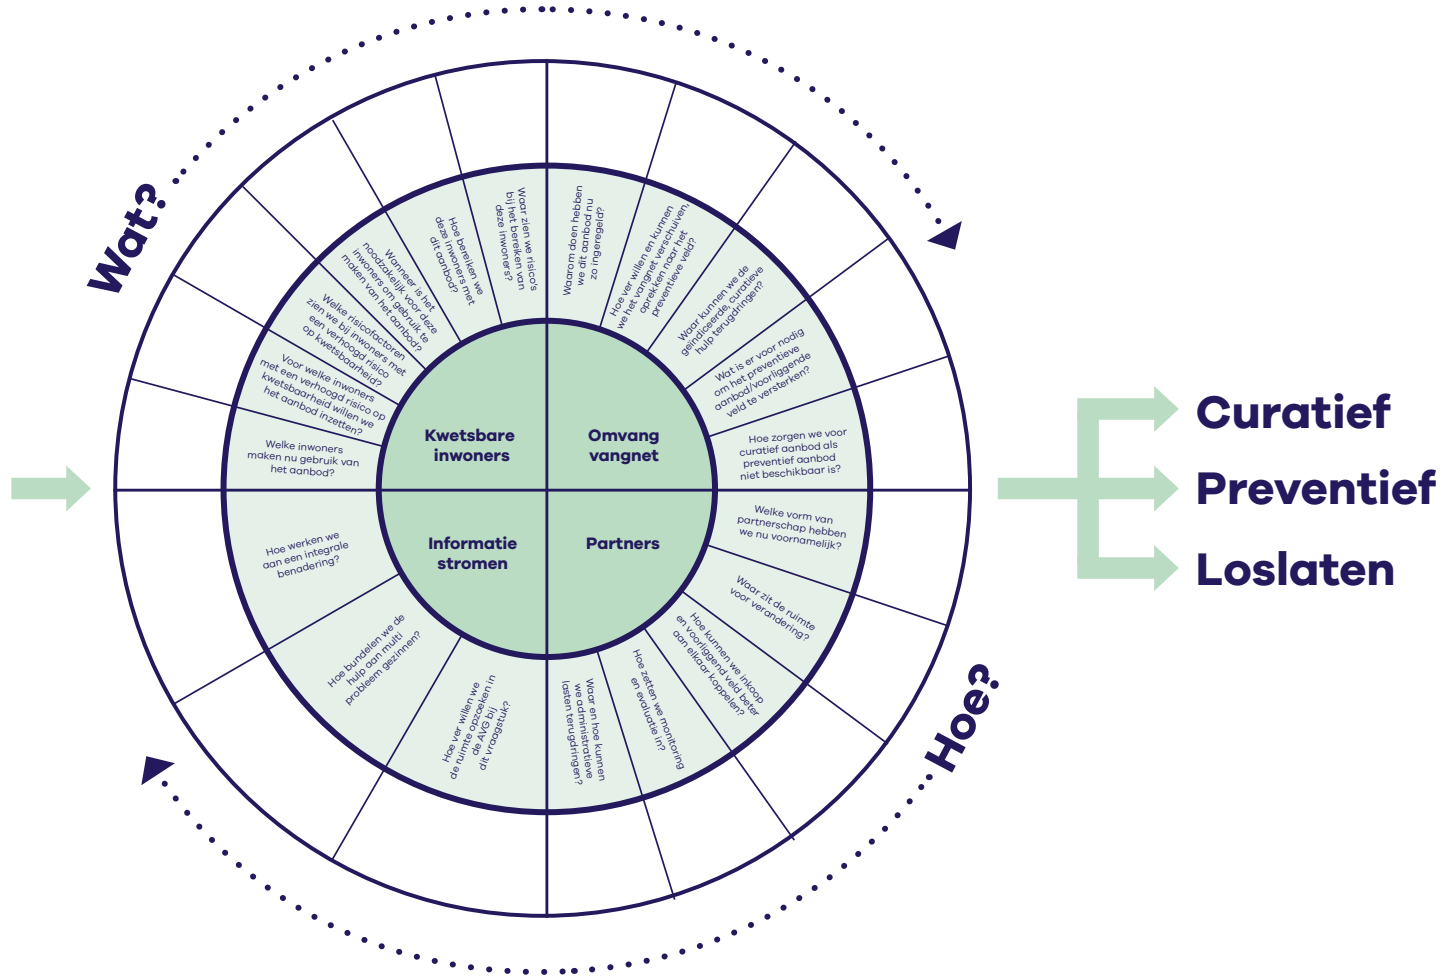 Wat?
Welke inwoners
maken nu gebruik van
het aanbod?
Voor welke inwoners
met een verhoogd risico op
kwetsbaarheid willen we
het aanbod inzetten?
Welke risicofactoren
zien we bij inwoners met
een verhoogd risico
op kwetsbaarheid?
Wanneer is het
noodzakelijk voor deze
inwoners om gebruik te
maken van het aanbod?
Hoe bereiken we
deze inwoners met
dit aanbod?
Waar zien we risico's
bij het bereiken van
deze inwoners?
Waarom doen hebben
we dit aanbod nu
zo ingeregeld?
Hoe ver willen en kunnen
we het vangnet verschuiven,
oprekken naar het
preventieve veld?
Waar kunnen we de
geïndiceerde, curatieve
hulp terugdringen?
Wat is er voor nodig
om het preventieve
aanbod/voorliggende
veld te versterken?
Hoe zorgen we voor
curatief aanbod als
preventief aanbod
niet beschikbaar is?
Kwetsbare
inwoners
Omvang
vangnet
Informatie
stromen
Partners
Welke vorm van
partnerschap hebben
we nu voornamelijk?
Waar zit de ruimte
voor verandering?
Hoe kunnen we inkoop
en voorliggend veld beter
aan elkaar koppelen?
Hoe zetten we monitoring
en evaluatie in?
Waar en hoe kunnen
we administratieve
lasten terugdringen?
Hoe ver willen we
de ruimte opzoeken in
de AVG bij
dit vraagstuk?
Hoe bundelen we de
hulp aan multi
probleem gezinnen?
Hoe werken we
aan een integrale
benadering?
Hoe?
Curatief
Preventief
Loslaten